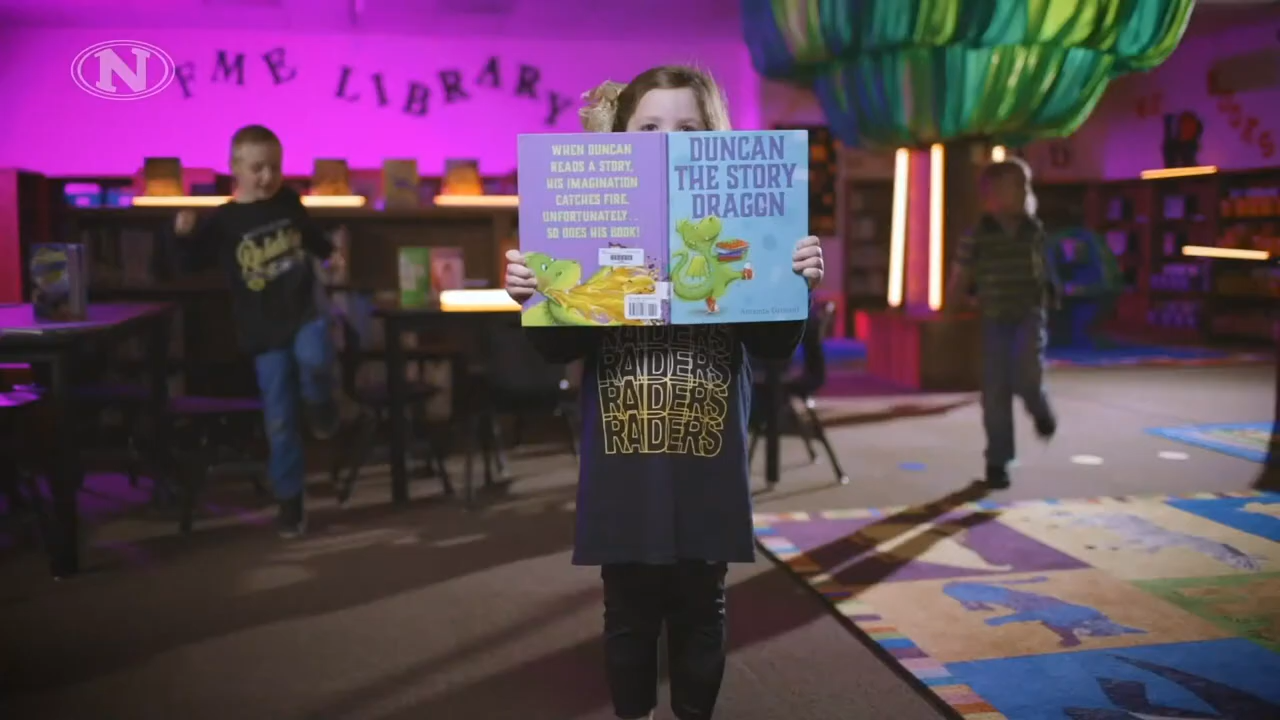 N
FME LIBRARY
WHEN DUNCAN
READS A STORY,
HIS IMAGINATION
CATCHES FIRE.
UNFORTUNATELY...
SO DOES HIS BOOK!
DUNCAN
THE STORY
DRAGON
RAIDERS
RAIDERS
RAIDERS
RAIDERS
Raiders